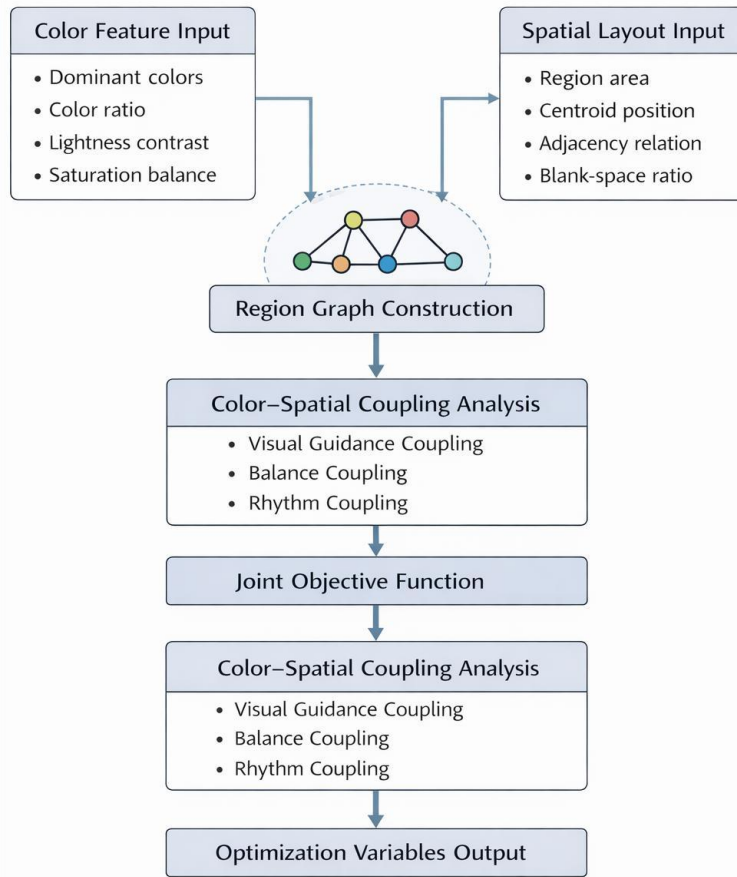 Color Feature Input
• Dominant colors
• Color ratio
• Lightness contrast
• Saturation balance
Spatial Layout Input
• Region area
• Centroid position
• Adjacency relation
• Blank-space ratio
Region Graph Construction
Color–Spatial Coupling Analysis
• Visual Guidance Coupling
• Balance Coupling
• Rhythm Coupling
Joint Objective Function
Color–Spatial Coupling Analysis
• Visual Guidance Coupling
• Balance Coupling
• Rhythm Coupling
Optimization Variables Output